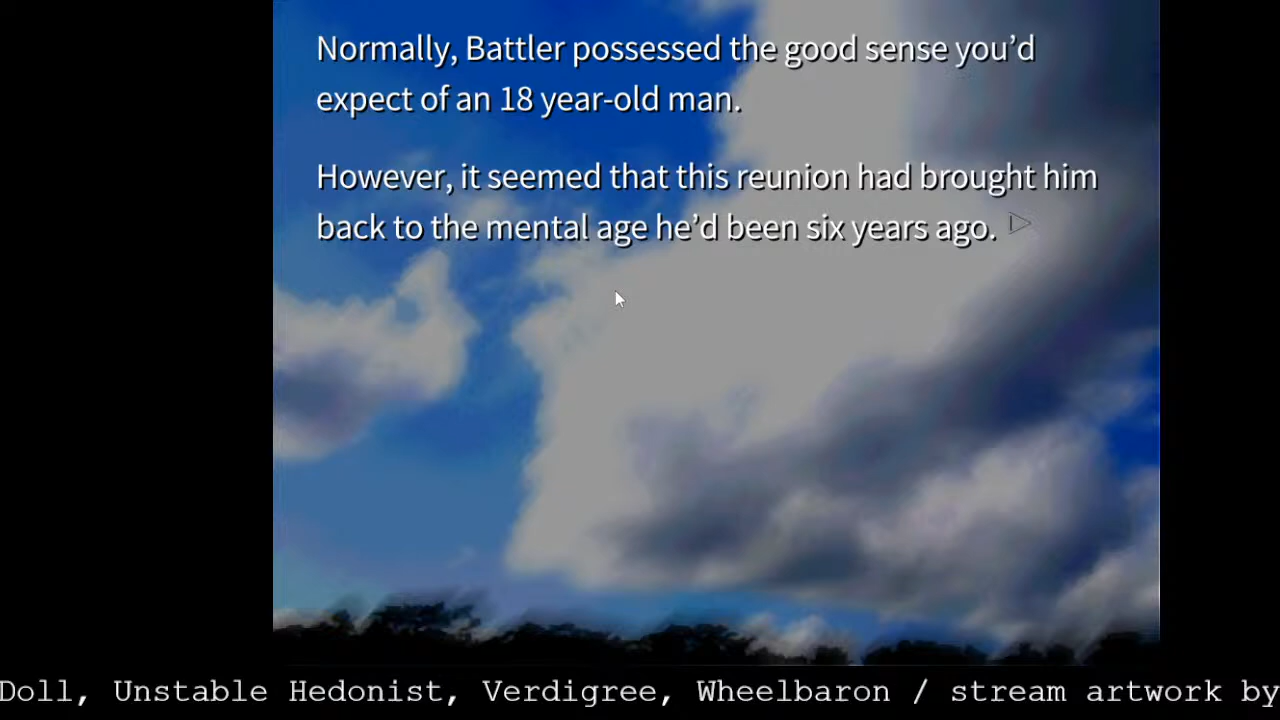 Normally, Battler possessed the good sense you’d
expect of an 18 year-old man.
However, it seemed that this reunion had brought him
back to the mental age he’d been six years ago.
Doll, Unstable Hedonist, Verdigree, Wheelbaron / stream artwork by